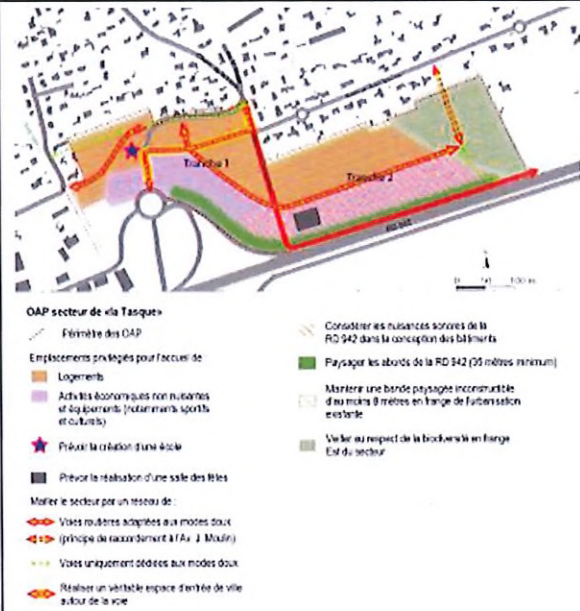 Tranche 1
Tranche 2
RD 942
0 50 100 m
OAP secteur de «la Tasque»
Périmètre des OAP
Emplacements privilégiés pour l'accueil de
Logements
Activités économiques non nuisantes
et équipements (notamments sportifs
et culturels)
Prévoir la création d'une école
Prévoir la réalisation d'une salle des fêtes
Mailler le secteur par un réseau de :
Voies routières adaptées aux modes doux
(principe de raccordement à l'Av. J. Moulin)
Voies uniquement dédiées aux modes doux
Réaliser un véritable espace d'entrée de ville
autour de la voie
Considérer les nuisances sonores de la
RD 942 dans la conception des bâtiments
Paysager les abords de la RD 942 (35 mètres minimum)
Maintenir une bande paysagée inconstructible
d'au moins 8 mètres en frange de l'urbanisation
existante
Veiller au respect de la biodiversité en frange
Est du secteur